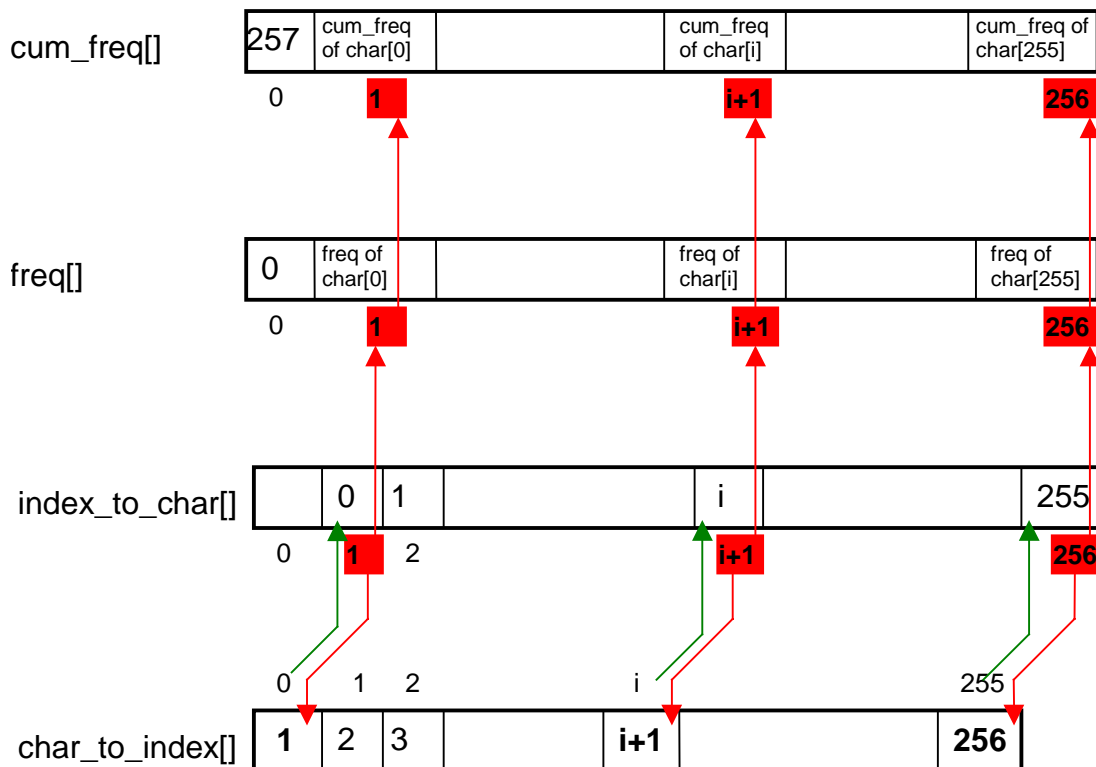 cum_freq[]
257
cum_freq
of char[0]
cum_freq
of char[i]
cum_freq of
char[255]
0 1 i+1 256
freq[]
0
freq of
char[0]
freq of
char[i]
freq of
char[255]
0 1 i+1 256
index_to_char[]
0 1 i 255
0 1 2 i+1 256
0 1 2 i 255
char_to_index[]
1 2 3 i+1 256